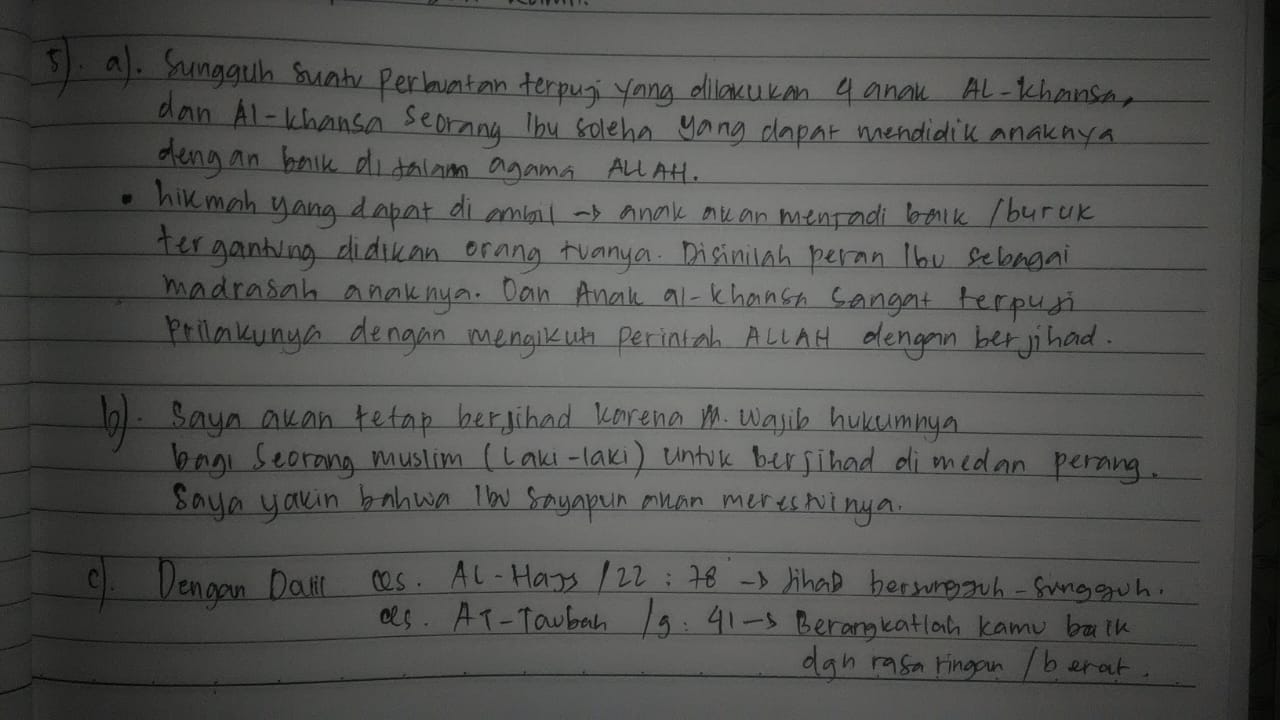 5). a). Sungguh suatu perbuatan terpuji yang dilakukan 4 anak AL-khansa,
dan Al-khansa seorang Ibu soleha yang dapat mendidik anaknya
dengan baik di jalam agama ALLAH.
• hikmah yang dapat di ambil → anak akan menjadi baik /buruk
tergantung didikan orang tuanya. Disinilah peran Ibu sebagai
madrasah anaknya. Dan Anak al-khansa sangat terpuji
prilakunya dengan mengikuti perintah ALLAH dengan berjihad.
b). Saya akan tetap berjihad karena M. Wajib hukumnya
bagi seorang muslim (Laki-laki) untuk berjihad di medan perang.
Saya yakin bahwa Ibu sayapun akan merestuinya.
c). Dengan Dalil Qs. AL-Hajj /22 : 78 → Jihad bersungguh-sungguh.
Qs. AT-Taubah /9: 41 → Berangkatlah kamu baik
dgn rasa ringan /berat.